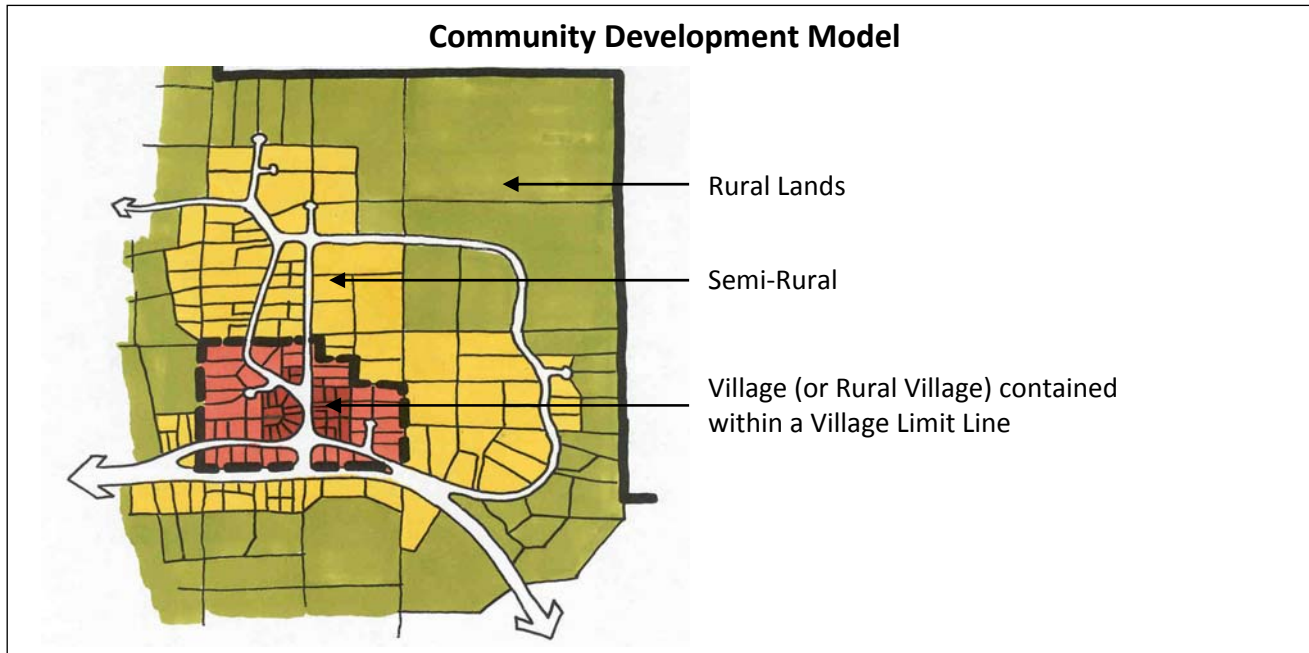 Community Development Model
Rural Lands
Semi-Rural
Village (or Rural Village) contained
within a Village Limit Line